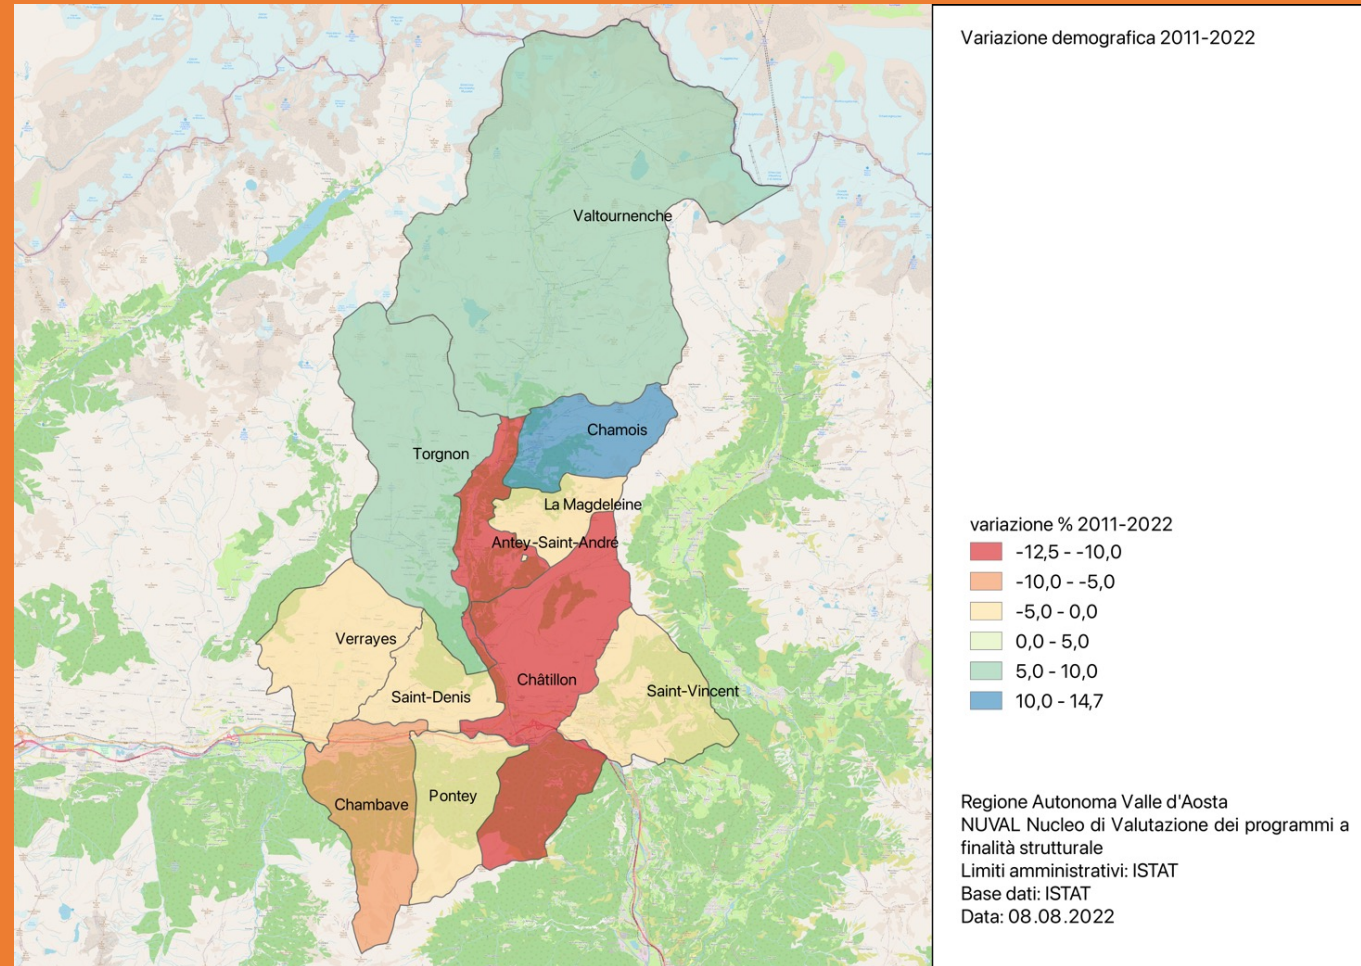 Variazione demografica 2011-2022
Valtournenche
Chamois
Torgnon
La Magdeleine
Antey-Saint-André
Verrayes
Châtillon
Saint-Denis
Saint-Vincent
Chambave
Pontey
variazione % 2011-2022
-12,5 - -10,0
-10,0 - -5,0
-5,0 - 0,0
0,0 - 5,0
5,0 - 10,0
10,0 - 14,7
Regione Autonoma Valle d'Aosta
NUVAL Nucleo di Valutazione dei programmi a
finalità strutturale
Limiti amministrativi: ISTAT
Base dati: ISTAT
Data: 08.08.2022